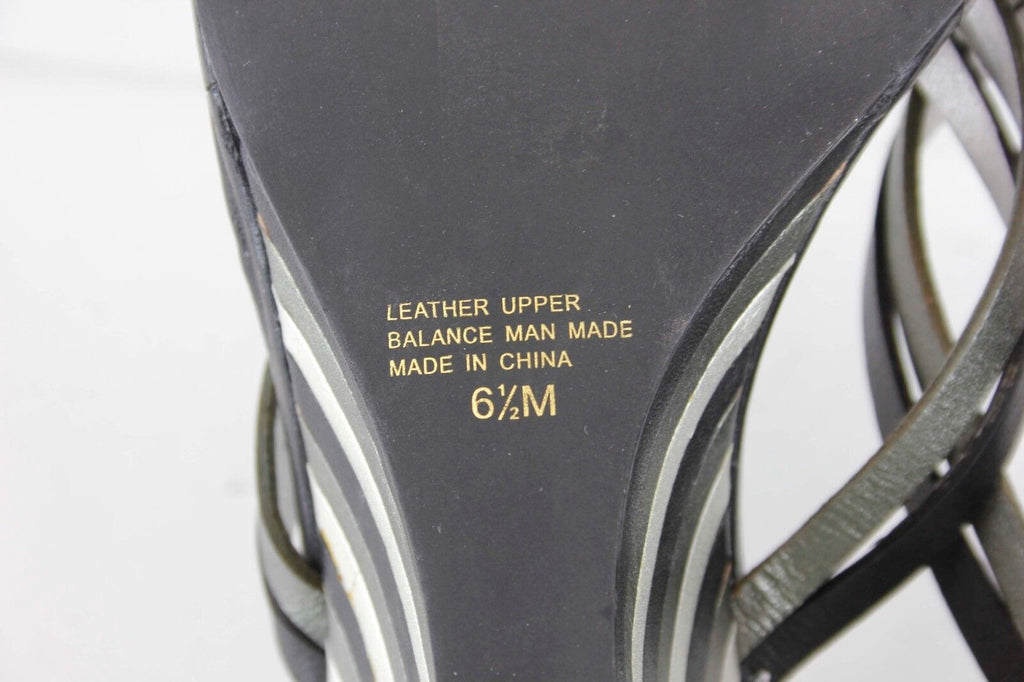 LEATHER UPPER
BALANCE MAN MADE
MADE IN CHINA
6½M